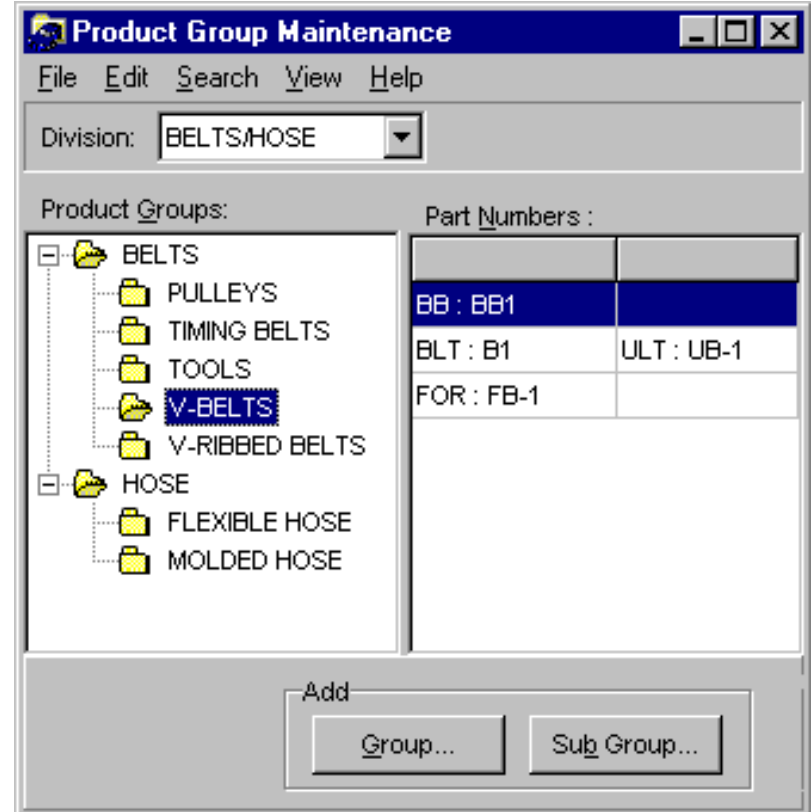 Product Group Maintenance
File Edit Search View Help
Division: BELTS/HOSE
Product Groups:
BELTS
PULLEYS
TIMING BELTS
TOOLS
V-BELTS
V-RIBBED BELTS
HOSE
FLEXIBLE HOSE
MOLDED HOSE
Part Numbers :
BB : BB1
BLT : B1 ULT : UB-1
FOR : FB-1
Add
Group... Sub Group...